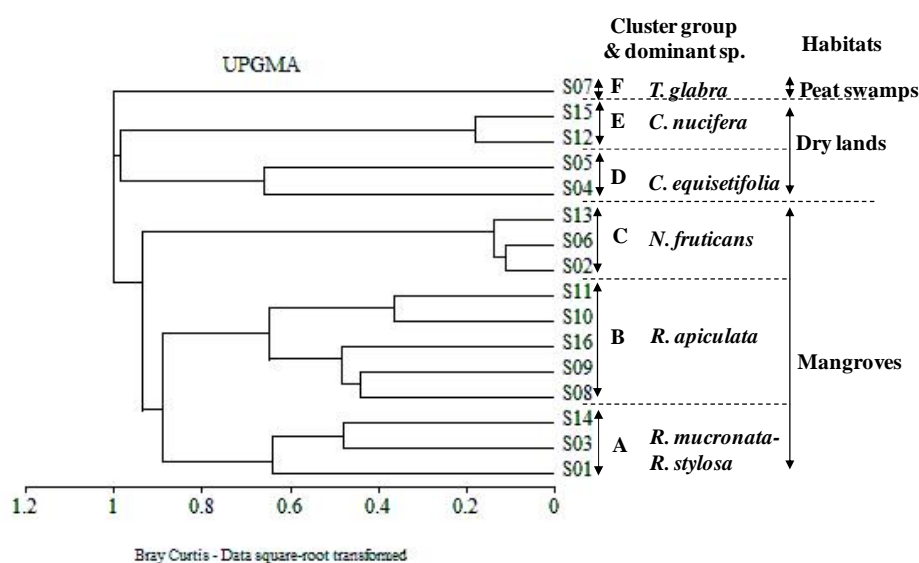 Cluster group
& dominant sp.
Habitats
UPGMA
S07 F T. glabra Peat swamps
S15
E C. nucifera
S12
Dry lands
S05
D C. equisetifolia
S04
S13
S06 C N. fruticans
S02
S11
S10
S16 B R. apiculata
S09
Mangroves
S08
S14
S03 A R. mucronata-
R. stylosa
S01
1.2 1 0.8 0.6 0.4 0.2 0
Bray Curtis - Data square-root transformed